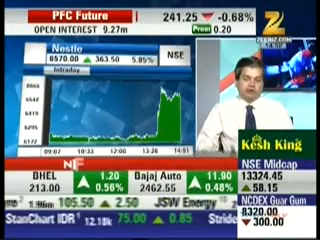 PFC Future 241.25 -0.68%
OPEN INTEREST 9.27m Prem 0.20
ZEE BUSINESS
Nestle
6570.00 363.50 5.85%
NSE
Intraday
8666
6542
6419
6295
6172
09:07 10:33 12:00 13:26 14:51
Kesh King
NF
BHEL 1.20
213.00 0.56%
Bajaj Auto 11.90
2462.55 0.48%
NSE Midcap
13324.45
58.15
NCDEX Guar Gum
8320.00
300.00
105.50 2.50 JSW Energy
StanChart IDR 12.18k 75.00 0.85